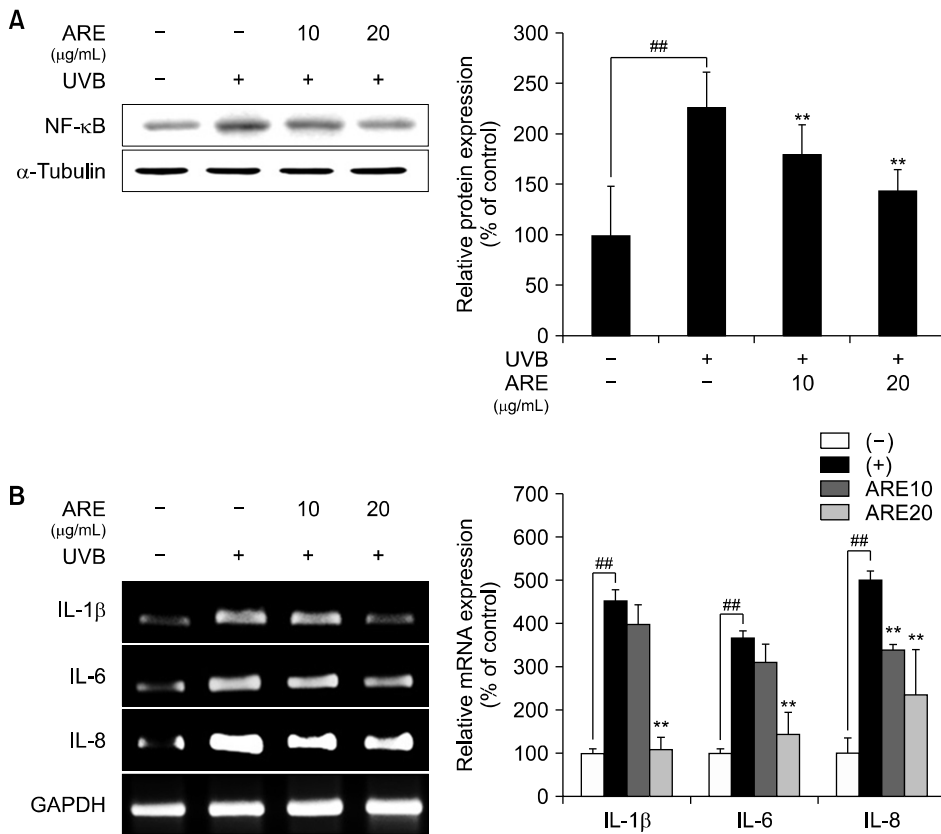 A
ARE − − 10 20
(μg/mL)
UVB − + + +
NF-κB
α-Tubulin
Relative protein expression
(% of control)
300
250
200
150
100
50
0
##
**
**
UVB − + + +
ARE − − 10 20
(μg/mL)
B
ARE − − 10 20
(μg/mL)
UVB − + + +
IL-1β
IL-6
IL-8
GAPDH
(−)
(+)
ARE10
ARE20
Relative mRNA expression
(% of control)
700
600
500
400
300
200
100
0
##
**
##
**
##
**
**
IL-1β IL-6 IL-8